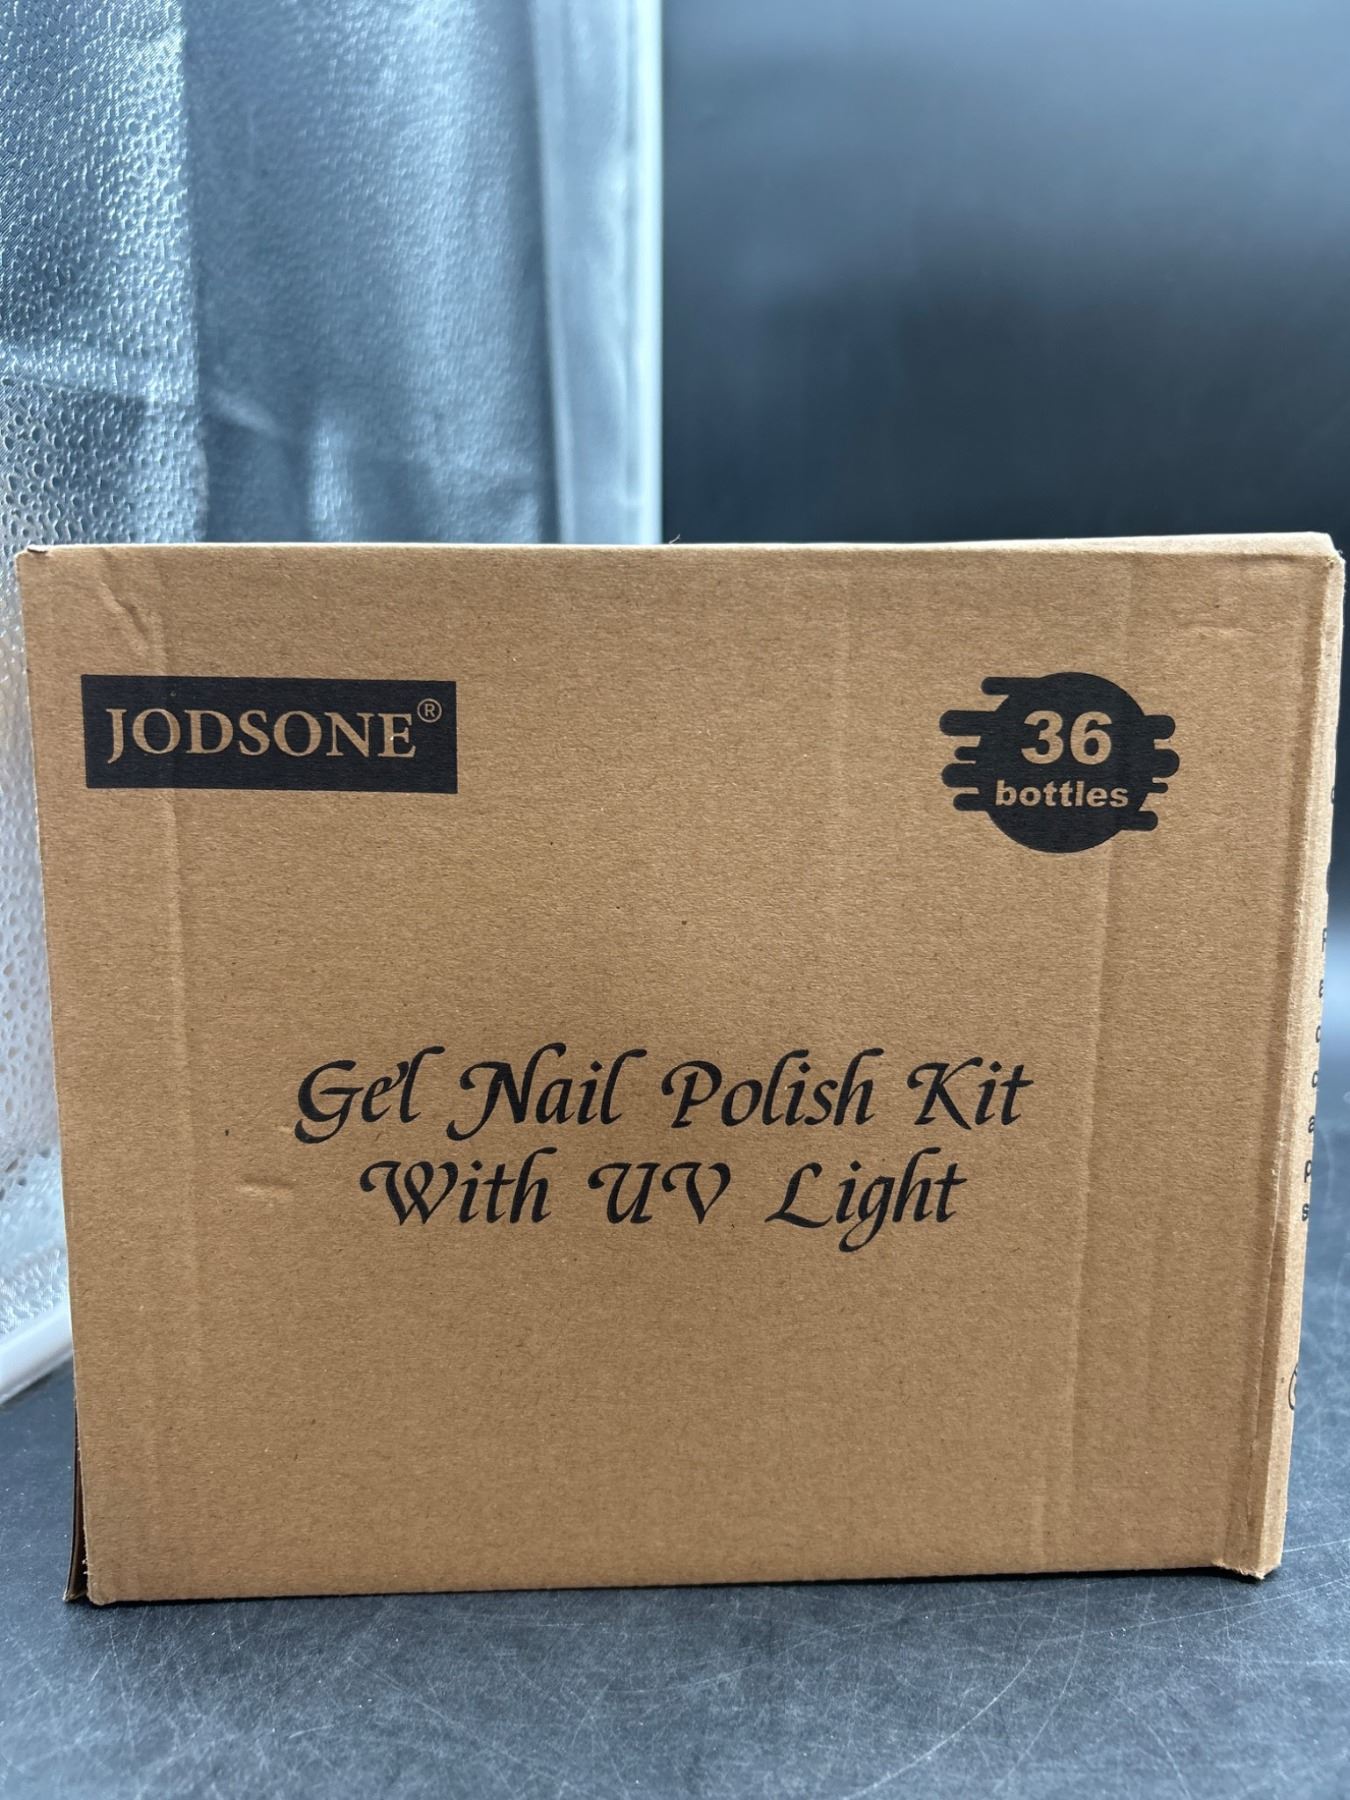 JODSONE®
36
bottles
Gel Nail Polish Kit
With UV Light